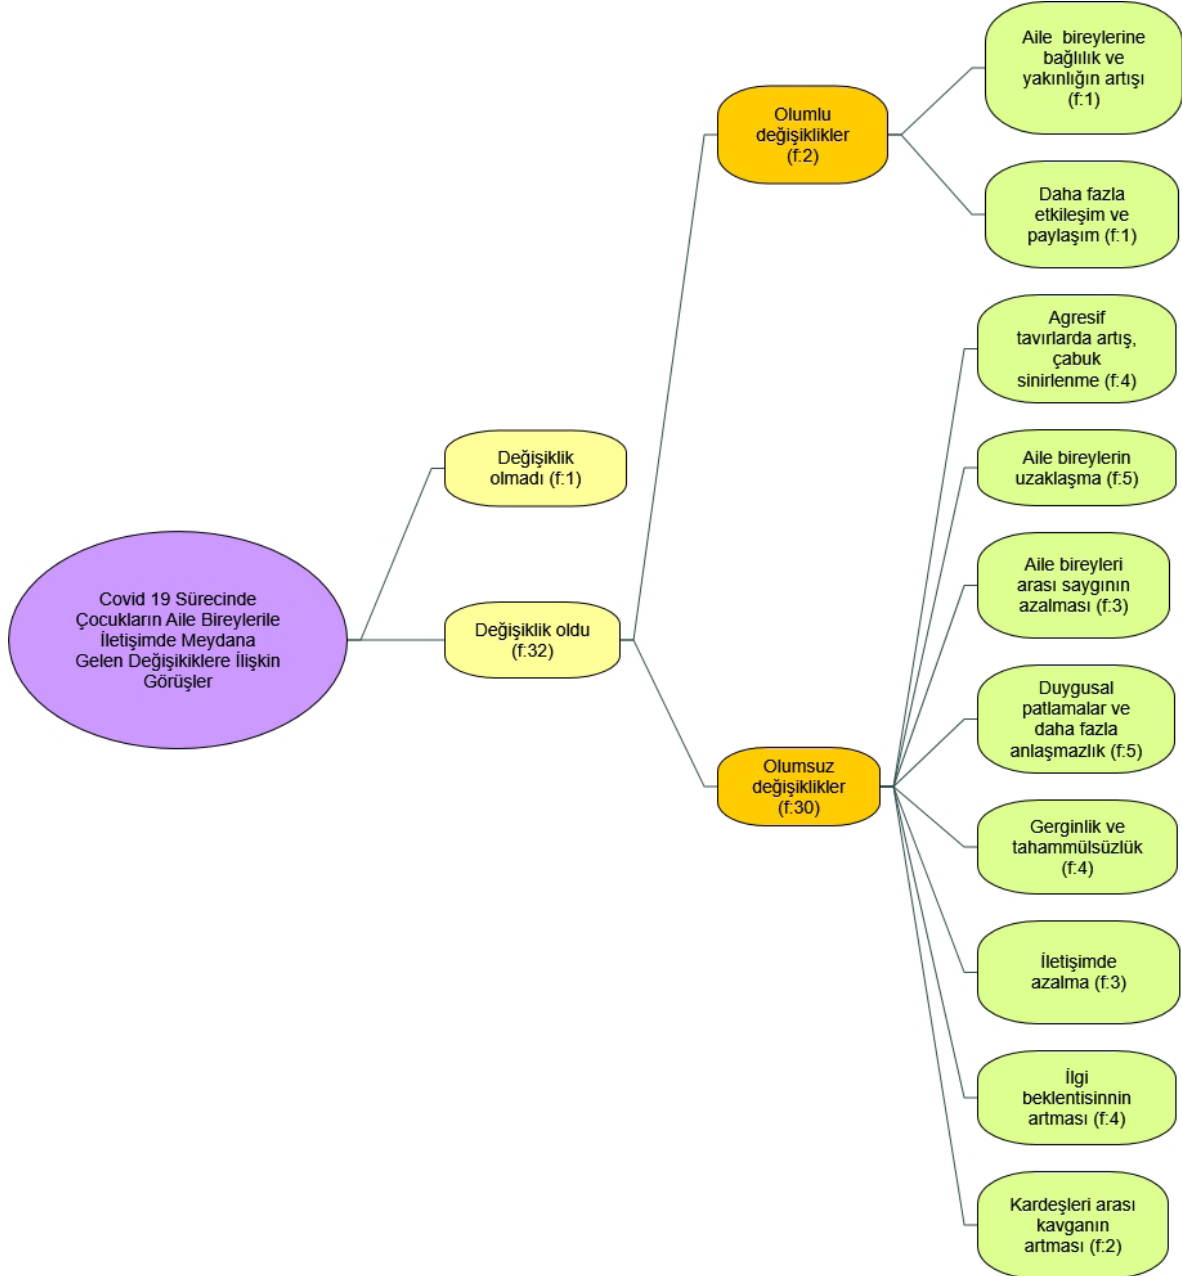 Covid 19 Sürecinde
Çocukların Aile Bireylerile
İletişimde Meydana
Gelen Değişikiklere İlişkin
Görüşler
Değişiklik
olmadı (f:1)
Değişiklik oldu
(f:32)
Olumlu
değişiklikler
(f:2)
Olumsuz
değişiklikler
(f:30)
Aile bireylerine
bağlılık ve
yakınlığın artışı
(f:1)
Daha fazla
etkileşim ve
paylaşım (f:1)
Agresif
tavırlarda artış,
çabuk
sinirlenme (f:4)
Aile bireylerin
uzaklaşma (f:5)
Aile bireyleri
arası saygının
azalması (f:3)
Duygusal
patlamalar ve
daha fazla
anlaşmazlık (f:5)
Gerginlik ve
tahammülsüzlük
(f:4)
İletişimde
azalma (f:3)
İlgi
beklentisinnin
artması (f:4)
Kardeşleri arası
kavganın
artması (f:2)